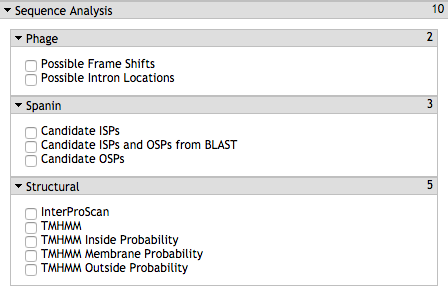 Sequence Analysis 10
Phage 2
Possible Frame Shifts
Possible Intron Locations
Spanin 3
Candidate ISPs
Candidate ISPs and OSPs from BLAST
Candidate OSPs
Structural 5
InterProScan
TMHMM
TMHMM Inside Probability
TMHMM Membrane Probability
TMHMM Outside Probability